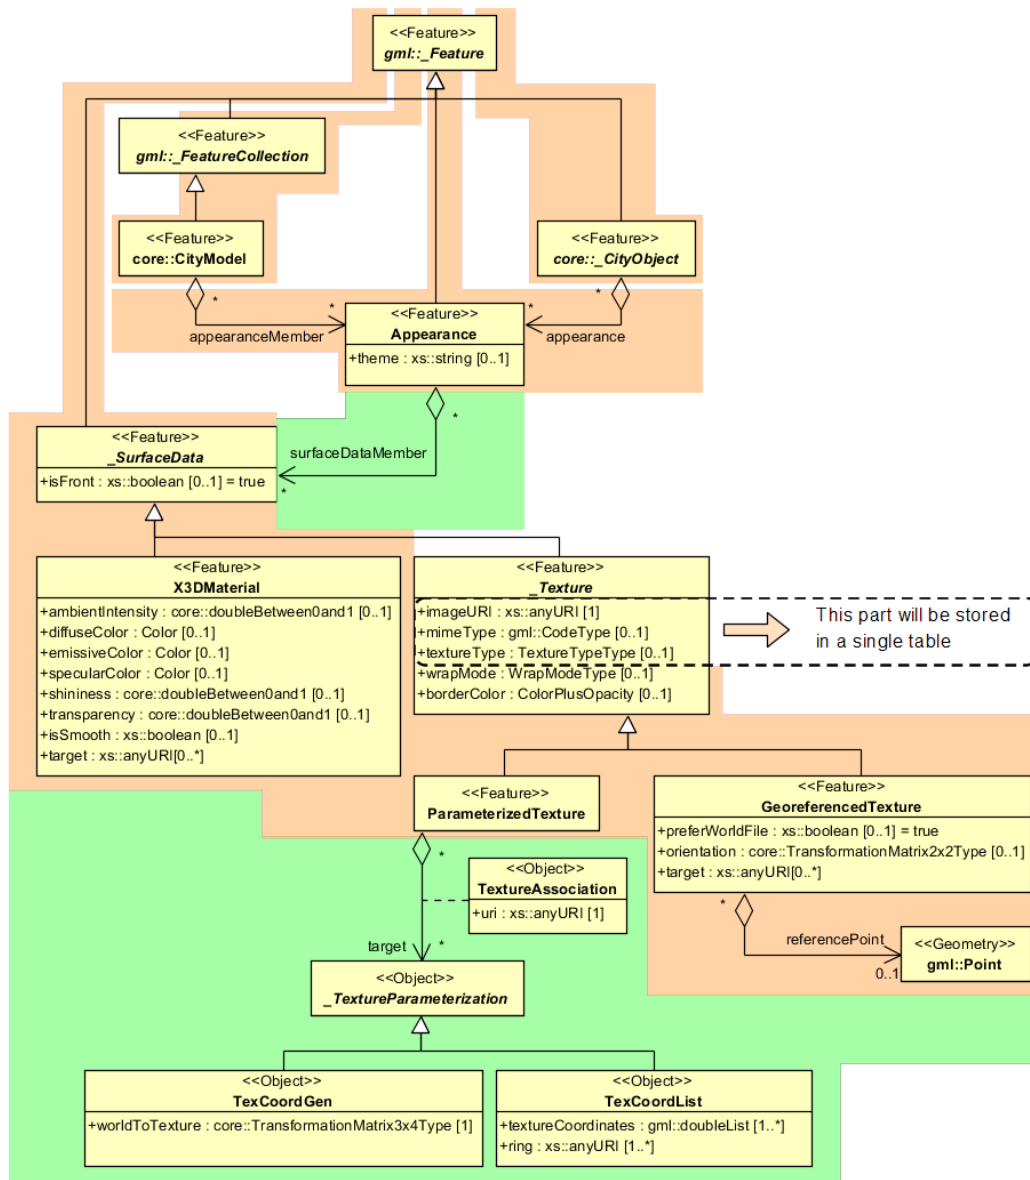 <<Feature>>
gml::_Feature
<<Feature>>
gml::_FeatureCollection
<<Feature>>
core::CityModel
<<Feature>>
core::_CityObject
*
*
*
*
appearanceMember
appearance
<<Feature>>
Appearance
+theme : xs::string [0..1]
*
surfaceDataMember
*
<<Feature>>
_SurfaceData
+isFront : xs::boolean [0..1] = true
<<Feature>>
X3DMaterial
+ambientIntensity : core::doubleBetween0and1 [0..1]
+diffuseColor : Color [0..1]
+emissiveColor : Color [0..1]
+specularColor : Color [0..1]
+shininess : core::doubleBetween0and1 [0..1]
+transparency : core::doubleBetween0and1 [0..1]
+isSmooth : xs::boolean [0..1]
+target : xs::anyURI[0..*]
<<Feature>>
_Texture
+imageURI : xs::anyURI [1]
+mimeType : gml::CodeType [0..1]
+textureType : TextureTypeType [0..1]
+wrapMode : WrapModeType [0..1]
+borderColor : ColorPlusOpacity [0..1]
This part will be stored
in a single table
<<Feature>>
ParameterizedTexture
<<Feature>>
GeoreferencedTexture
+preferWorldFile : xs::boolean [0..1] = true
+orientation : core::TransformationMatrix2x2Type [0..1]
+target : xs::anyURI[0..*]
*
<<Object>>
TextureAssociation
+uri : xs::anyURI [1]
*
referencePoint
0..1
<<Geometry>>
gml::Point
target
*
<<Object>>
_TextureParameterization
<<Object>>
TexCoordGen
+worldToTexture : core::TransformationMatrix3x4Type [1]
<<Object>>
TexCoordList
+textureCoordinates : gml::doubleList [1..*]
+ring : xs::anyURI [1..*]